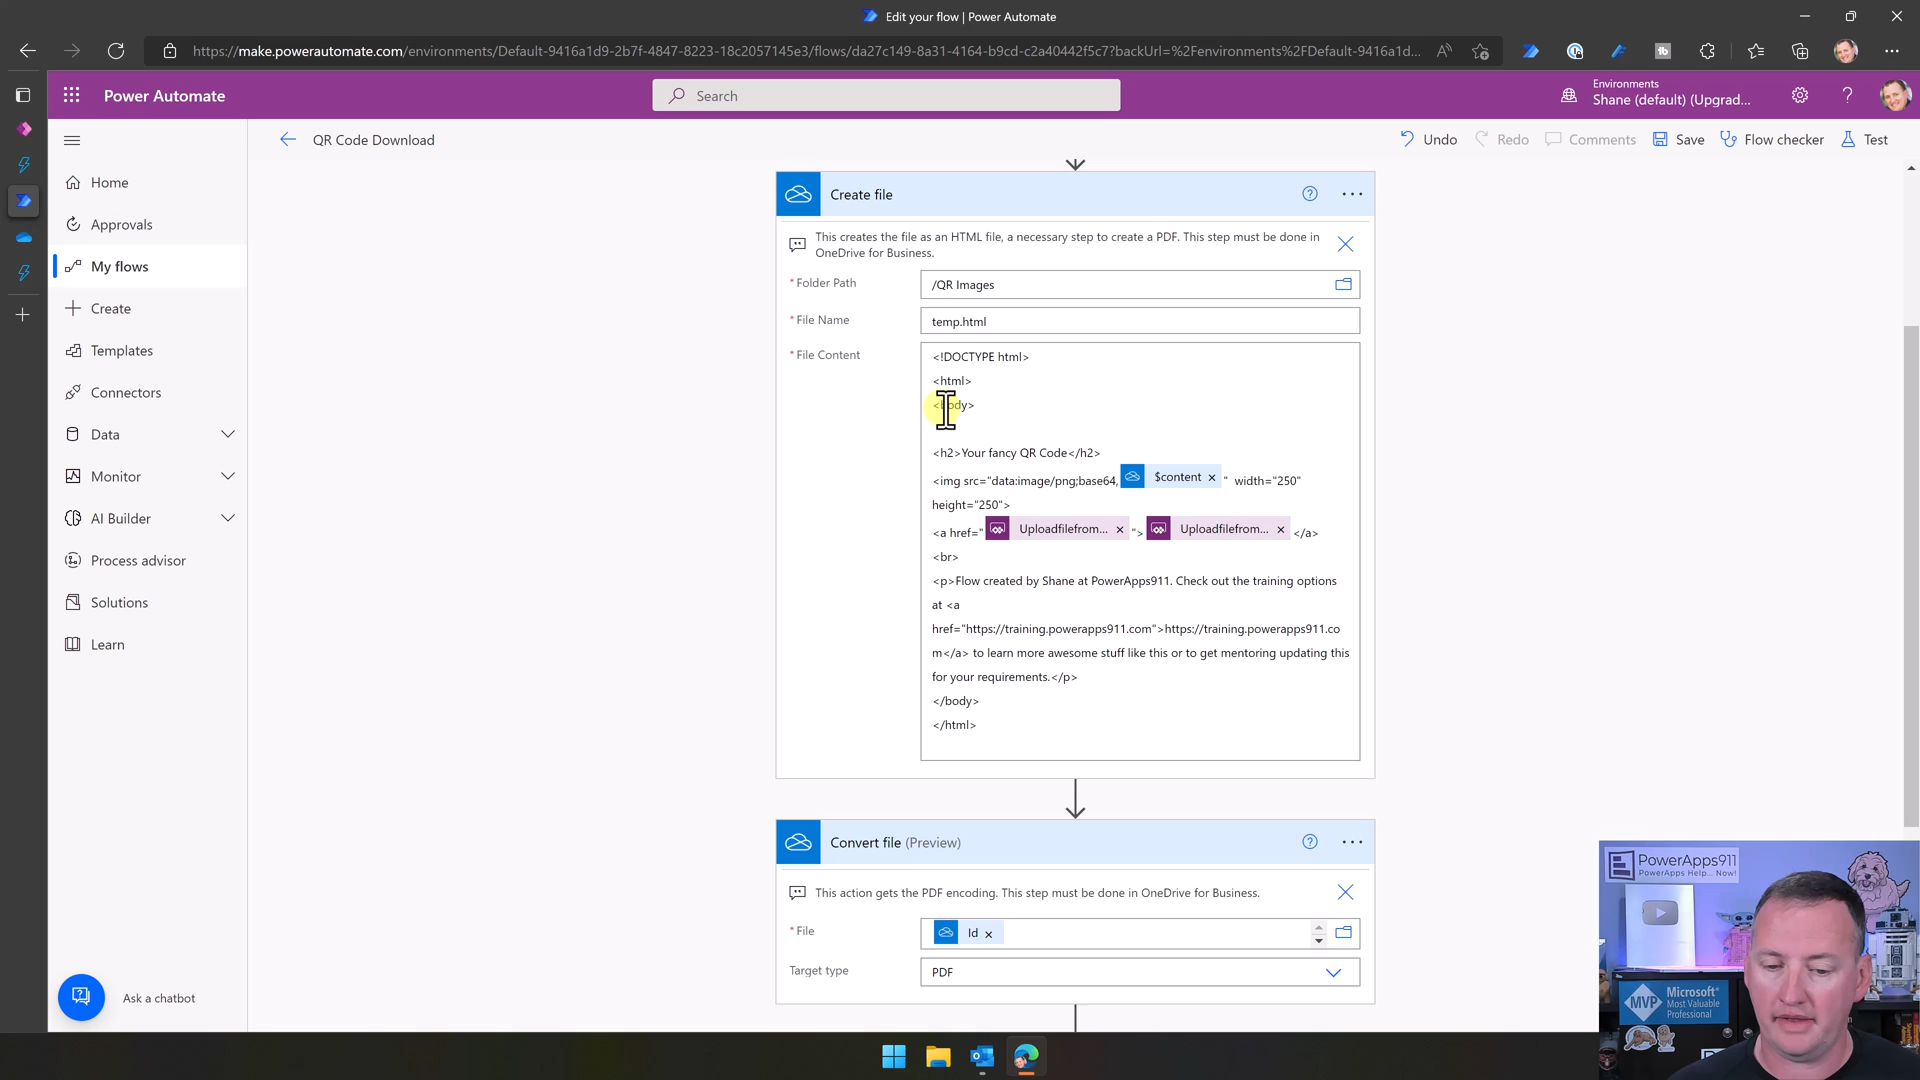 Edit your flow | Power Automate
https://make.powerautomate.com/environments/Default-9416a1d9-2b7f-4847-8223-18c2057145e3/flows/da27c149-8a31-4164-b9cd-c2a40442f5c7?backUrl=%2Fenvironments%2FDefault-9416a1d...
Power Automate
Search
Environments
Shane (default) (Upgrad...
QR Code Download
Undo
Redo
Comments
Save
Flow checker
Test
Home
Approvals
My flows
Create
Templates
Connectors
Data
Monitor
AI Builder
Process advisor
Solutions
Learn
Ask a chatbot
Create file
This creates the file as an HTML file, a necessary step to create a PDF. This step must be done in
OneDrive for Business.
* Folder Path
/QR Images
* File Name
temp.html
* File Content
<!DOCTYPE html>
<html>
<body>
<h2>Your fancy QR Code</h2>
<img src="data:image/png;base64, $content × " width="250"
height="250">
<a href=" Uploadfilefrom... × "> Uploadfilefrom... × </a>
<br>
<p>Flow created by Shane at PowerApps911. Check out the training options
at <a
href="https://training.powerapps911.com">https://training.powerapps911.co
m</a> to learn more awesome stuff like this or to get mentoring updating this
for your requirements.</p>
</body>
</html>
Convert file (Preview)
This action gets the PDF encoding. This step must be done in OneDrive for Business.
* File
Id ×
Target type
PDF
PowerApps911
PowerApps Help... Now!
MVP
Microsoft®
Most Valuable
Professional